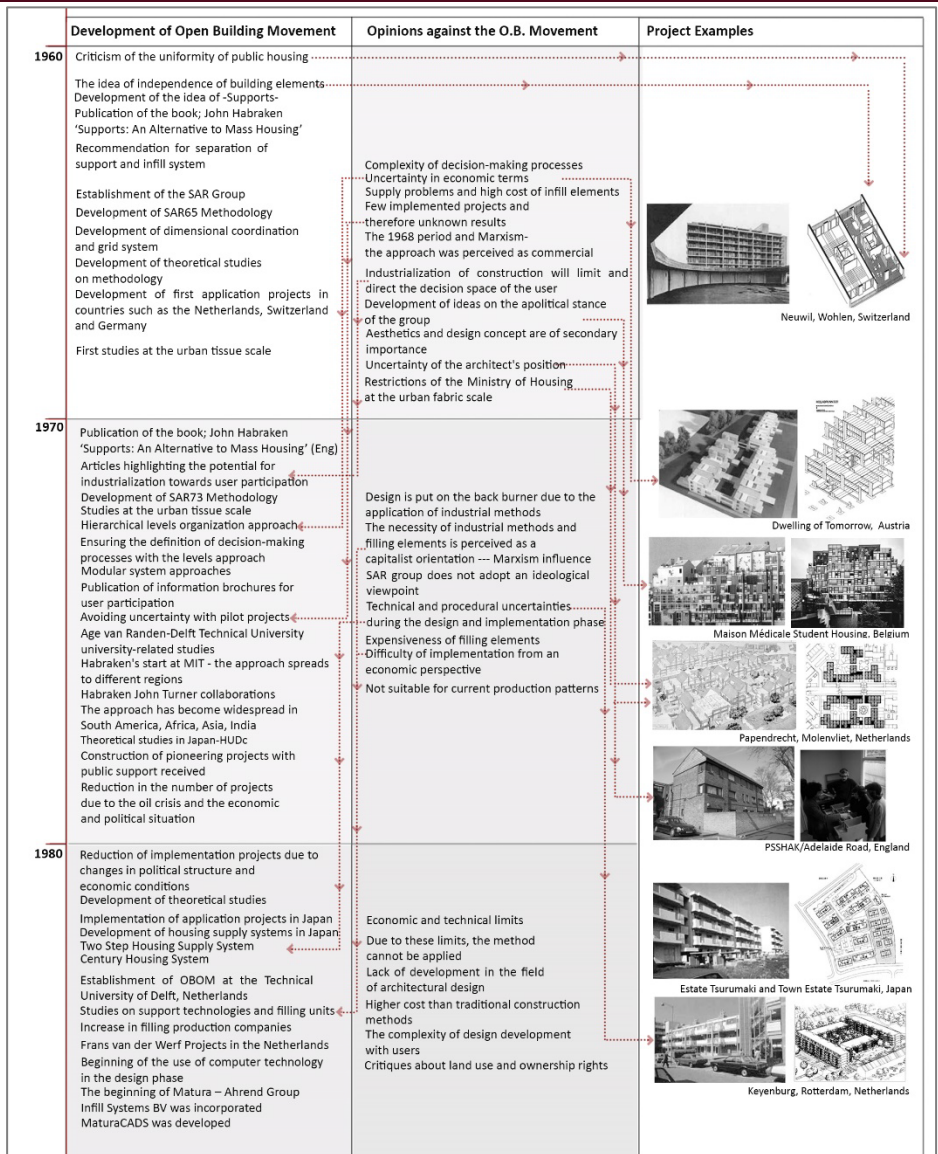 Development of Open Building Movement
Opinions against the O.B. Movement
Project Examples
1960
Criticism of the uniformity of public housing
The idea of independence of building elements
Development of the idea of -Supports-
Publication of the book; John Habraken
‘Supports: An Alternative to Mass Housing’
Recommendation for separation of
support and infill system
Establishment of the SAR Group
Development of SAR65 Methodology
Development of dimensional coordination
and grid system
Development of theoretical studies
on methodology
Development of first application projects in
countries such as the Netherlands, Switzerland
and Germany
First studies at the urban tissue scale
Complexity of decision-making processes
Uncertainty in economic terms
Supply problems and high cost of infill elements
Few implemented projects and
therefore unknown results
The 1968 period and Marxism-
the approach was perceived as commercial
Industrialization of construction will limit and
direct the decision space of the user
Development of ideas on the apolitical stance
of the group
Aesthetics and design concept are of secondary
importance
Uncertainty of the architect's position
Restrictions of the Ministry of Housing
at the urban fabric scale
Neuwil, Wohlen, Switzerland
1970
Publication of the book; John Habraken
‘Supports: An Alternative to Mass Housing’ (Eng)
Articles highlighting the potential for
industrialization towards user participation
Development of SAR73 Methodology
Studies at the urban tissue scale
Hierarchical levels organization approach
Ensuring the definition of decision-making
processes with the levels approach
Modular system approaches
Publication of information brochures for
user participation
Avoiding uncertainty with pilot projects
Age van Randen-Delft Technical University
university-related studies
Habraken's start at MIT - the approach spreads
to different regions
Habraken John Turner collaborations
The approach has become widespread in
South America, Africa, Asia, India
Theoretical studies in Japan-HUDc
Construction of pioneering projects with
public support received
Reduction in the number of projects
due to the oil crisis and the economic
and political situation
Design is put on the back burner due to the
application of industrial methods
The necessity of industrial methods and
filling elements is perceived as a
capitalist orientation --- Marxism influence
SAR group does not adopt an ideological
viewpoint
Technical and procedural uncertainties
during the design and implementation phase
Expensiveness of filling elements
Difficulty of implementation from an
economic perspective
Not suitable for current production patterns
Dwelling of Tomorrow, Austria
Maison Médicale Student Housing, Belgium
Papendrecht, Molenvliet, Netherlands
PSSHAK/Adelaide Road, England
1980
Reduction of implementation projects due to
changes in political structure and
economic conditions
Development of theoretical studies
Implementation of application projects in Japan
Development of housing supply systems in Japan
Two Step Housing Supply System
Century Housing System
Establishment of OBOM at the Technical
University of Delft, Netherlands
Studies on support technologies and filling units
Increase in filling production companies
Frans van der Werf Projects in the Netherlands
Beginning of the use of computer technology
in the design phase
The beginning of Matura – Ahrend Group
Infill Systems BV was incorporated
MaturaCADS was developed
Economic and technical limits
Due to these limits, the method
cannot be applied
Lack of development in the field
of architectural design
Higher cost than traditional construction
methods
The complexity of design development
with users
Critiques about land use and ownership rights
Estate Tsurumaki and Town Estate Tsurumaki, Japan
Keyenburg, Rotterdam, Netherlands